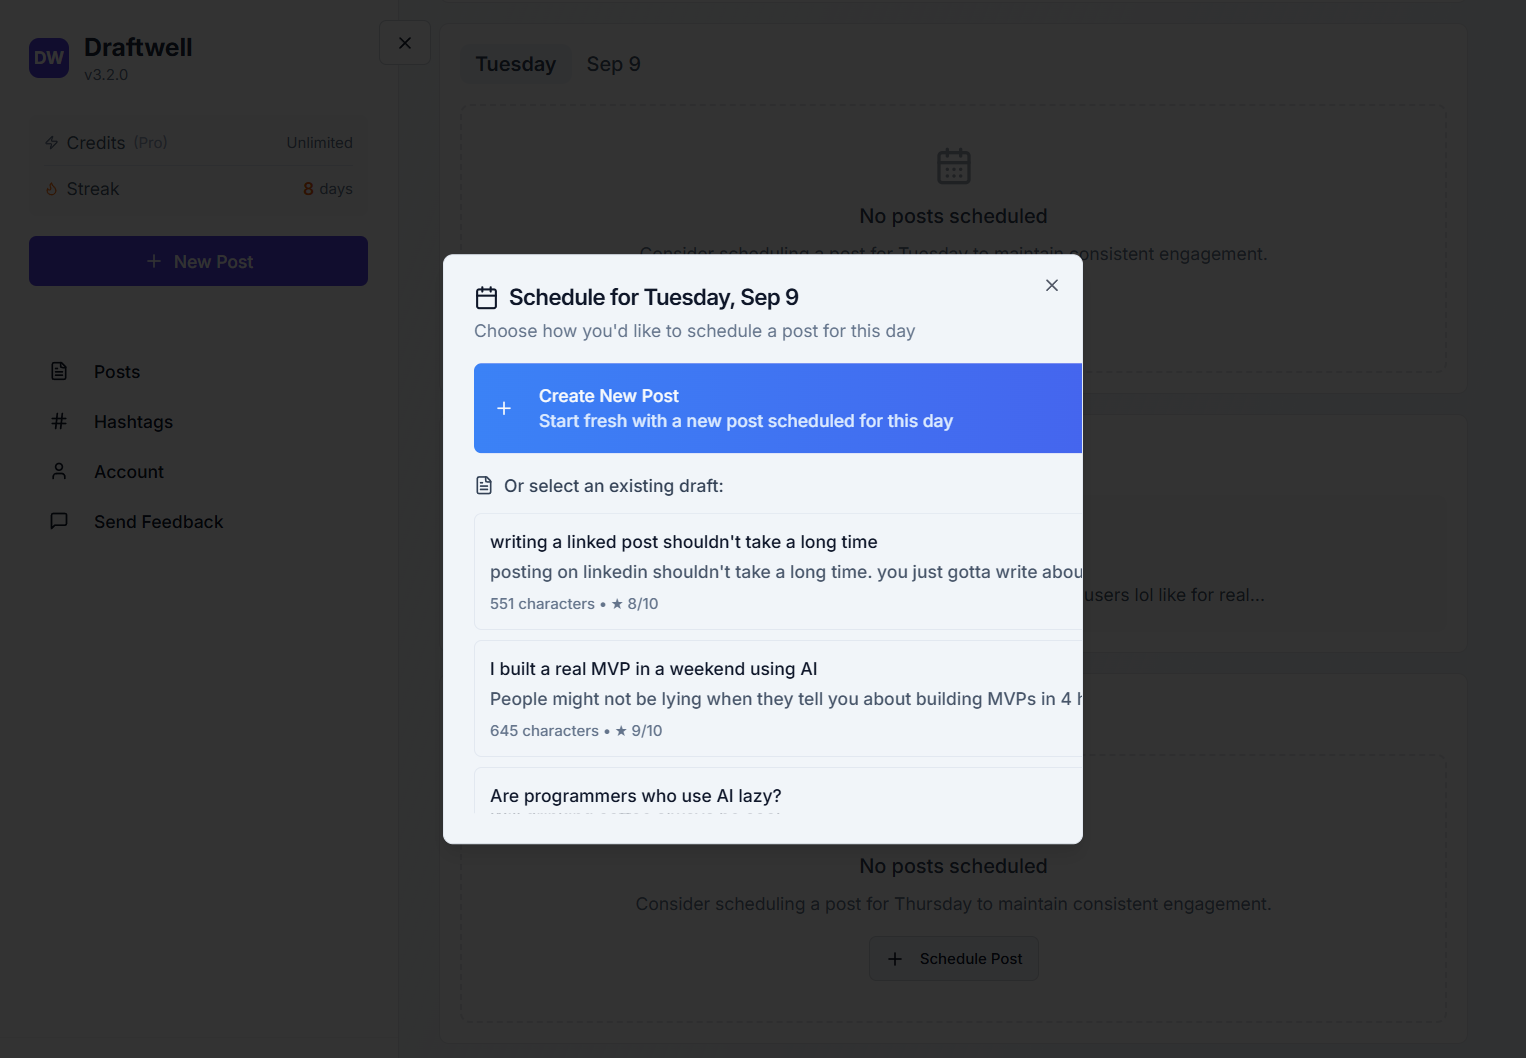 DW
Draftwell
v3.2.0
Credits (Pro) Unlimited
Streak 8 days
New Post
Posts
Hashtags
Account
Send Feedback
Tuesday Sep 9
No posts scheduled
Consider scheduling a post for Tuesday to maintain consistent engagement.
Schedule for Tuesday, Sep 9
Choose how you'd like to schedule a post for this day
Create New Post
Start fresh with a new post scheduled for this day
Or select an existing draft:
writing a linked post shouldn't take a long time
posting on linkedin shouldn't take a long time. you just gotta write abou
551 characters • ★ 8/10
I built a real MVP in a weekend using AI
People might not be lying when they tell you about building MVPs in 4 h
645 characters • ★ 9/10
Are programmers who use AI lazy?
users lol like for real...
No posts scheduled
Consider scheduling a post for Thursday to maintain consistent engagement.
Schedule Post